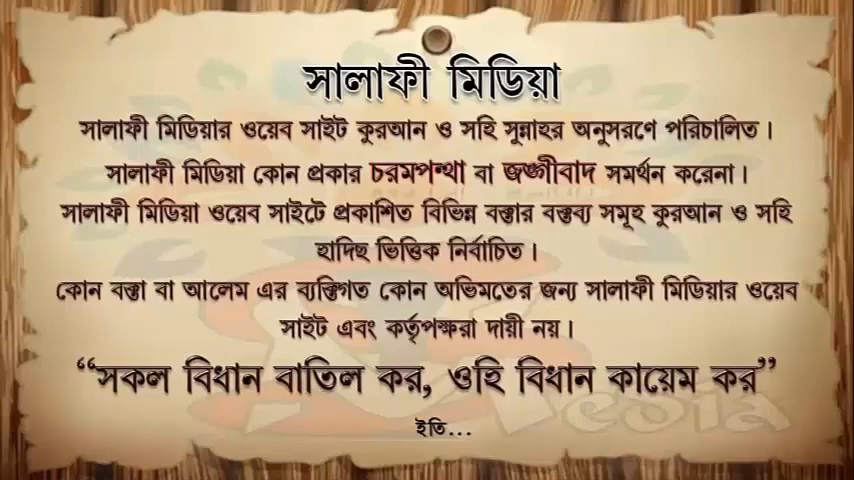 সালাফী মিডিয়া
সালাফী মিডিয়ার ওয়েব সাইট কুরআন ও সহি সুন্নাহর অনুসরণে পরিচালিত।
সালাফী মিডিয়া কোন প্রকার চরমপন্থা বা জঙ্গীবাদ সমর্থন করেনা।
সালাফী মিডিয়া ওয়েব সাইটে প্রকাশিত বিভিন্ন বক্তার বক্তব্য সমূহ কুরআন ও সহি
হাদিছ ভিত্তিক নির্বাচিত।
কোন বক্তা বা আলেম এর ব্যক্তিগত কোন অভিমতের জন্য সালাফী মিডিয়ার ওয়েব
সাইট এবং কর্তৃপক্ষরা দায়ী নয়।
“সকল বিধান বাতিল কর, ওহি বিধান কায়েম কর”
ইতি...